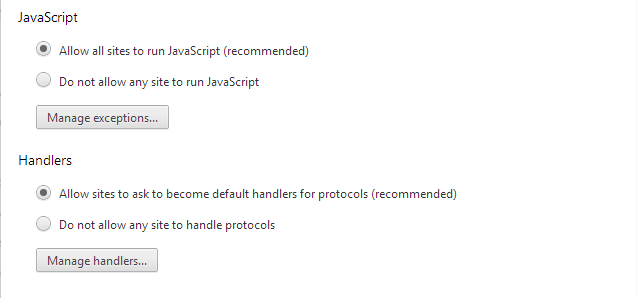 JavaScript
Allow all sites to run JavaScript (recommended)
Do not allow any site to run JavaScript
Manage exceptions...
Handlers
Allow sites to ask to become default handlers for protocols (recommended)
Do not allow any site to handle protocols
Manage handlers...